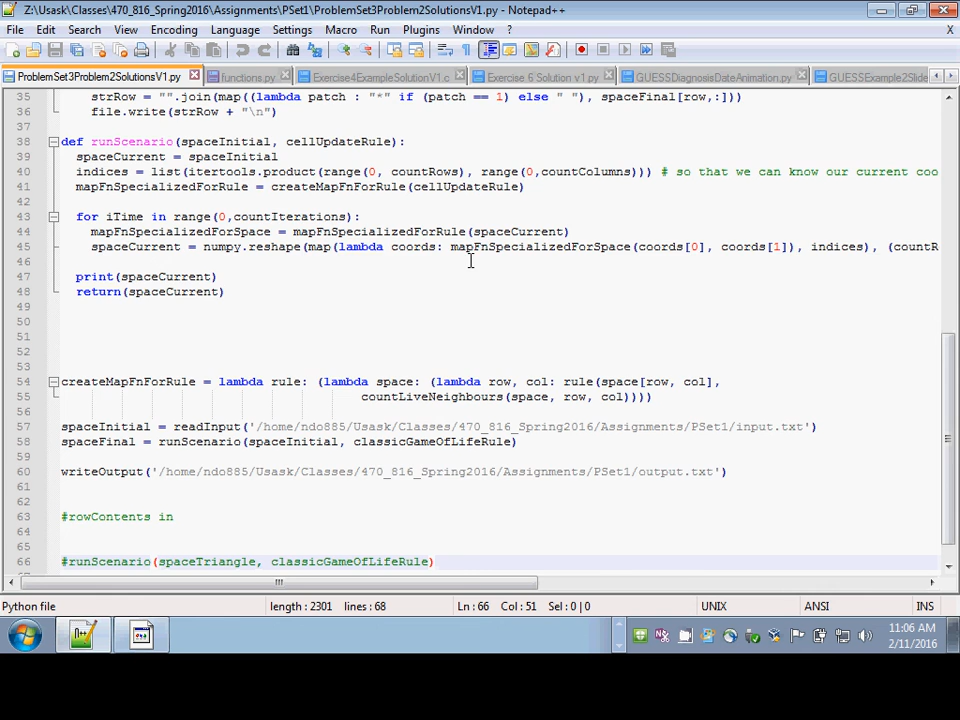 Z:\Usask\Classes\470_816_Spring2016\Assignments\PSet1\ProblemSet3Problem2SolutionsV1.py - Notepad++
File Edit Search View Encoding Language Settings Macro Run Plugins Window ? X
ProblemSet3Problem2SolutionsV1.py functions.py Exercise4ExampleSolutionV1.c Exercise 6 Solution v1.py GUESSDiagnosisDateAnimation.py GUESSExample2Slide
35 strRow = "".join(map((lambda patch : "*" if (patch == 1) else " "), spaceFinal[row,:]))
36 file.write(strRow + "\n")
37
38 def runScenario(spaceInitial, cellUpdateRule):
39 spaceCurrent = spaceInitial
40 indices = list(itertools.product(range(0, countRows), range(0,countColumns))) # so that we can know our current coo
41 mapFnSpecializedForRule = createMapFnForRule(cellUpdateRule)
42
43 for iTime in range(0,countIterations):
44 mapFnSpecializedForSpace = mapFnSpecializedForRule(spaceCurrent)
45 spaceCurrent = numpy.reshape(map(lambda coords: mapFnSpecializedForSpace(coords[0], coords[1]), indices), (countR
46
47 print(spaceCurrent)
48 return(spaceCurrent)
49
50
51
52
53
54 createMapFnForRule = lambda rule: (lambda space: (lambda row, col: rule(space[row, col],
55 countLiveNeighbours(space, row, col))))
56
57 spaceInitial = readInput('/home/ndo885/Usask/Classes/470_816_Spring2016/Assignments/PSet1/input.txt')
58 spaceFinal = runScenario(spaceInitial, classicGameOfLifeRule)
59
60 writeOutput('/home/ndo885/Usask/Classes/470_816_Spring2016/Assignments/PSet1/output.txt')
61
62
63 #rowContents in
64
65
66 #runScenario(spaceTriangle, classicGameOfLifeRule)
Python file length : 2301 lines : 68 Ln : 66 Col : 51 Sel : 0 | 0 UNIX ANSI INS
11:06 AM
2/11/2016